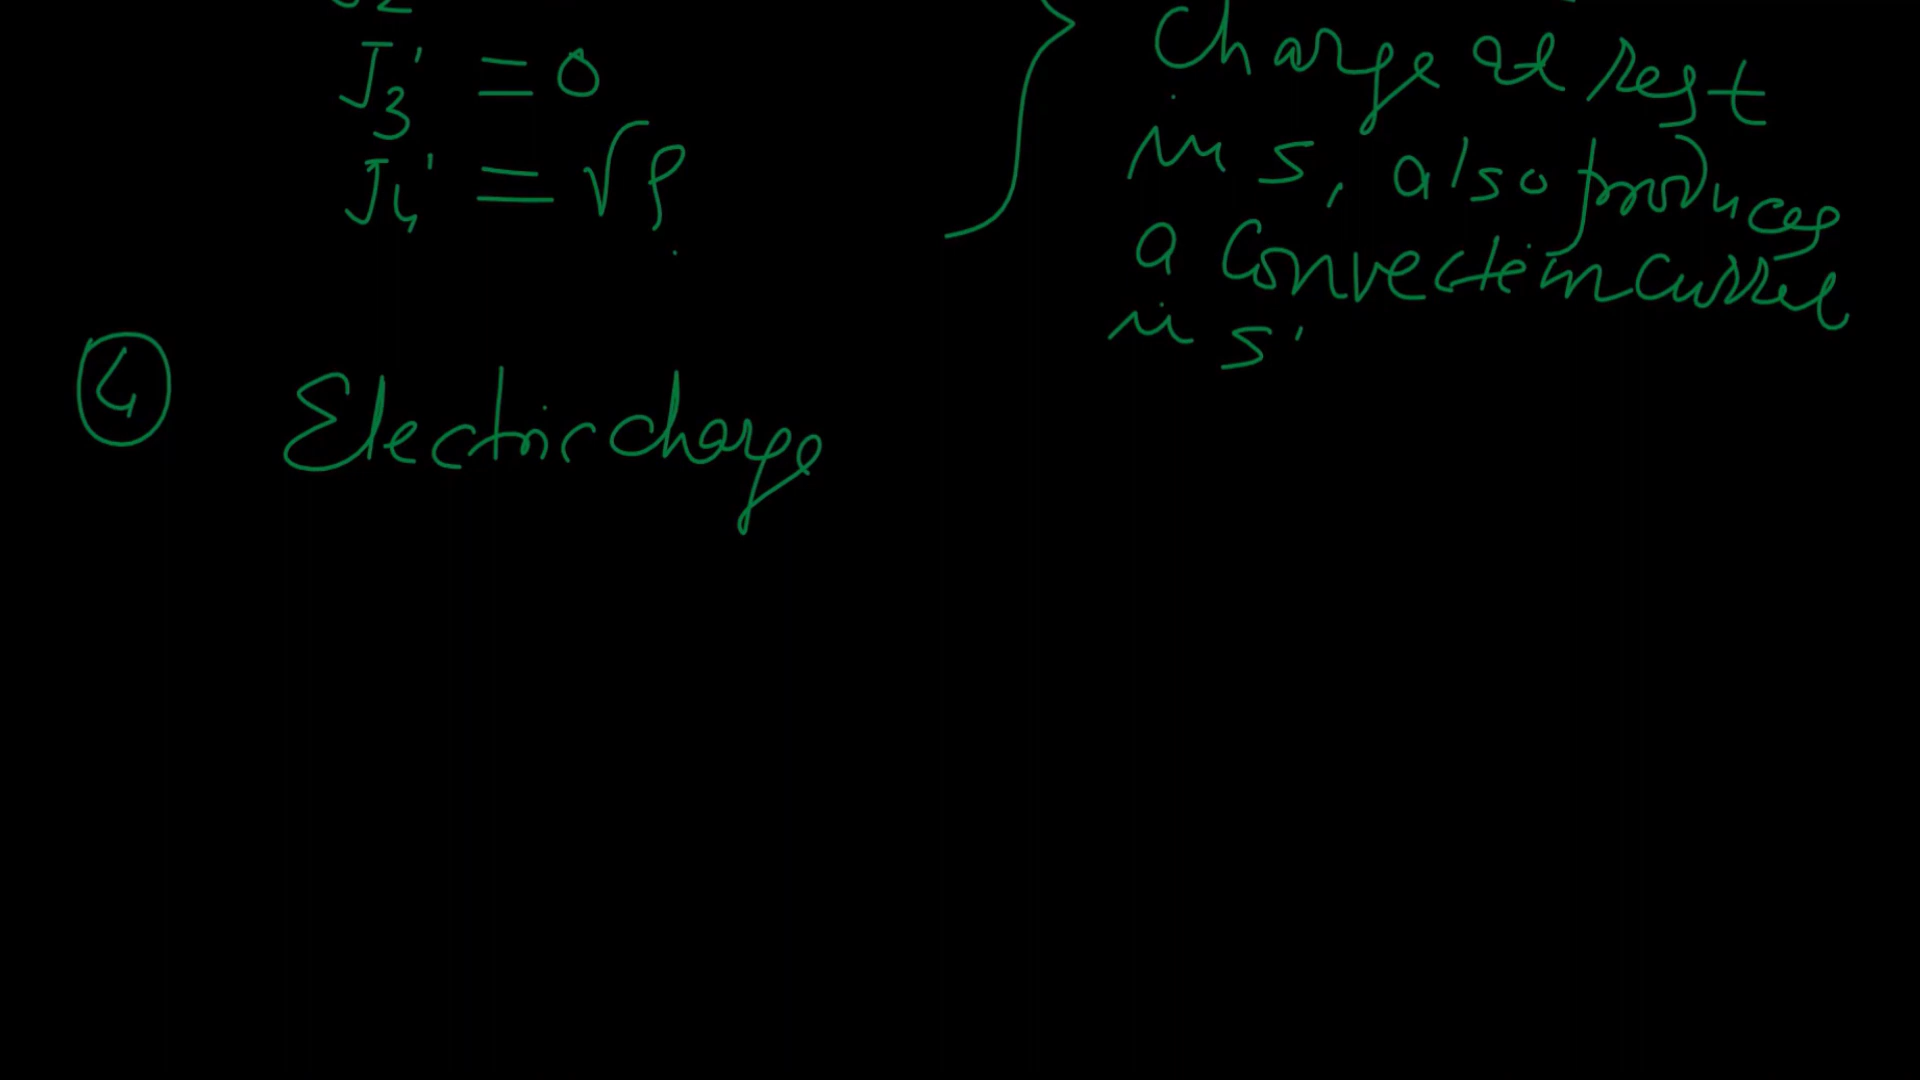 J₃' = 0
J₄' = √ρ
Charge at rest
in S, also produces
a Convection Current
in S'
④ Electric charge